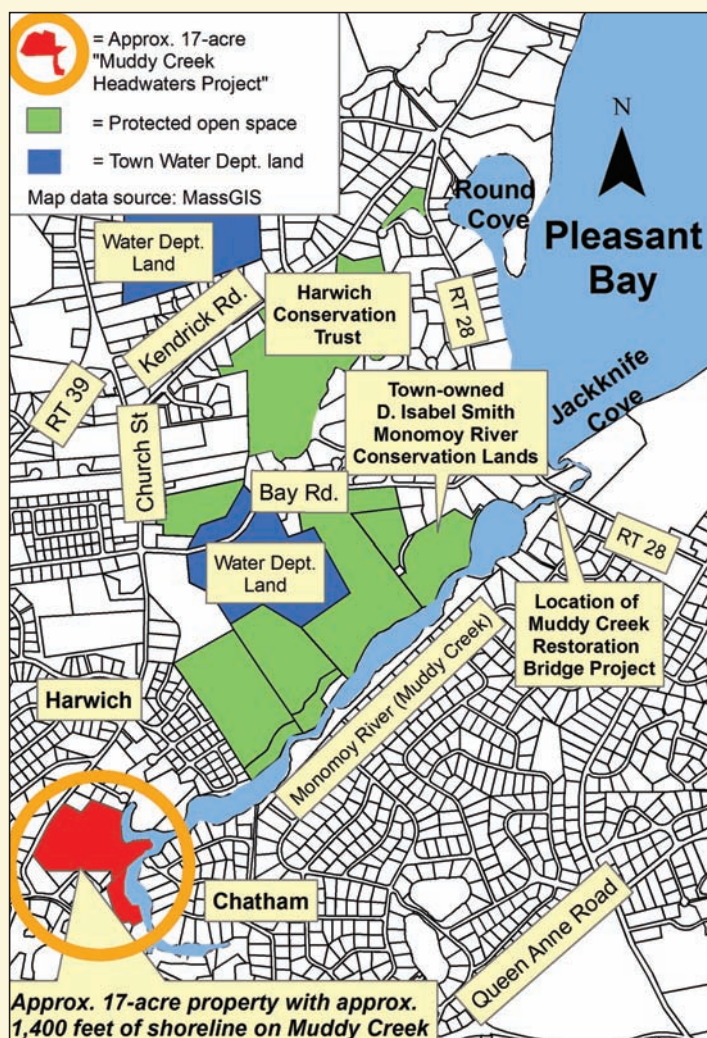 = Approx. 17-acre
"Muddy Creek
Headwaters Project"
= Protected open space
= Town Water Dept. land
Map data source: MassGIS
N
Round
Cove
Pleasant
Bay
Water Dept.
Land
Kendrick Rd.
Harwich
Conservation
Trust
RT 28
RT 39
Church St
Jackknife
Cove
Town-owned
D. Isabel Smith
Monomoy River
Conservation Lands
Bay Rd.
Water Dept.
Land
RT 28
Location of
Muddy Creek
Restoration
Bridge Project
Harwich
Monomoy River (Muddy Creek)
Chatham
Queen Anne Road
Approx. 17-acre property with approx.
1,400 feet of shoreline on Muddy Creek